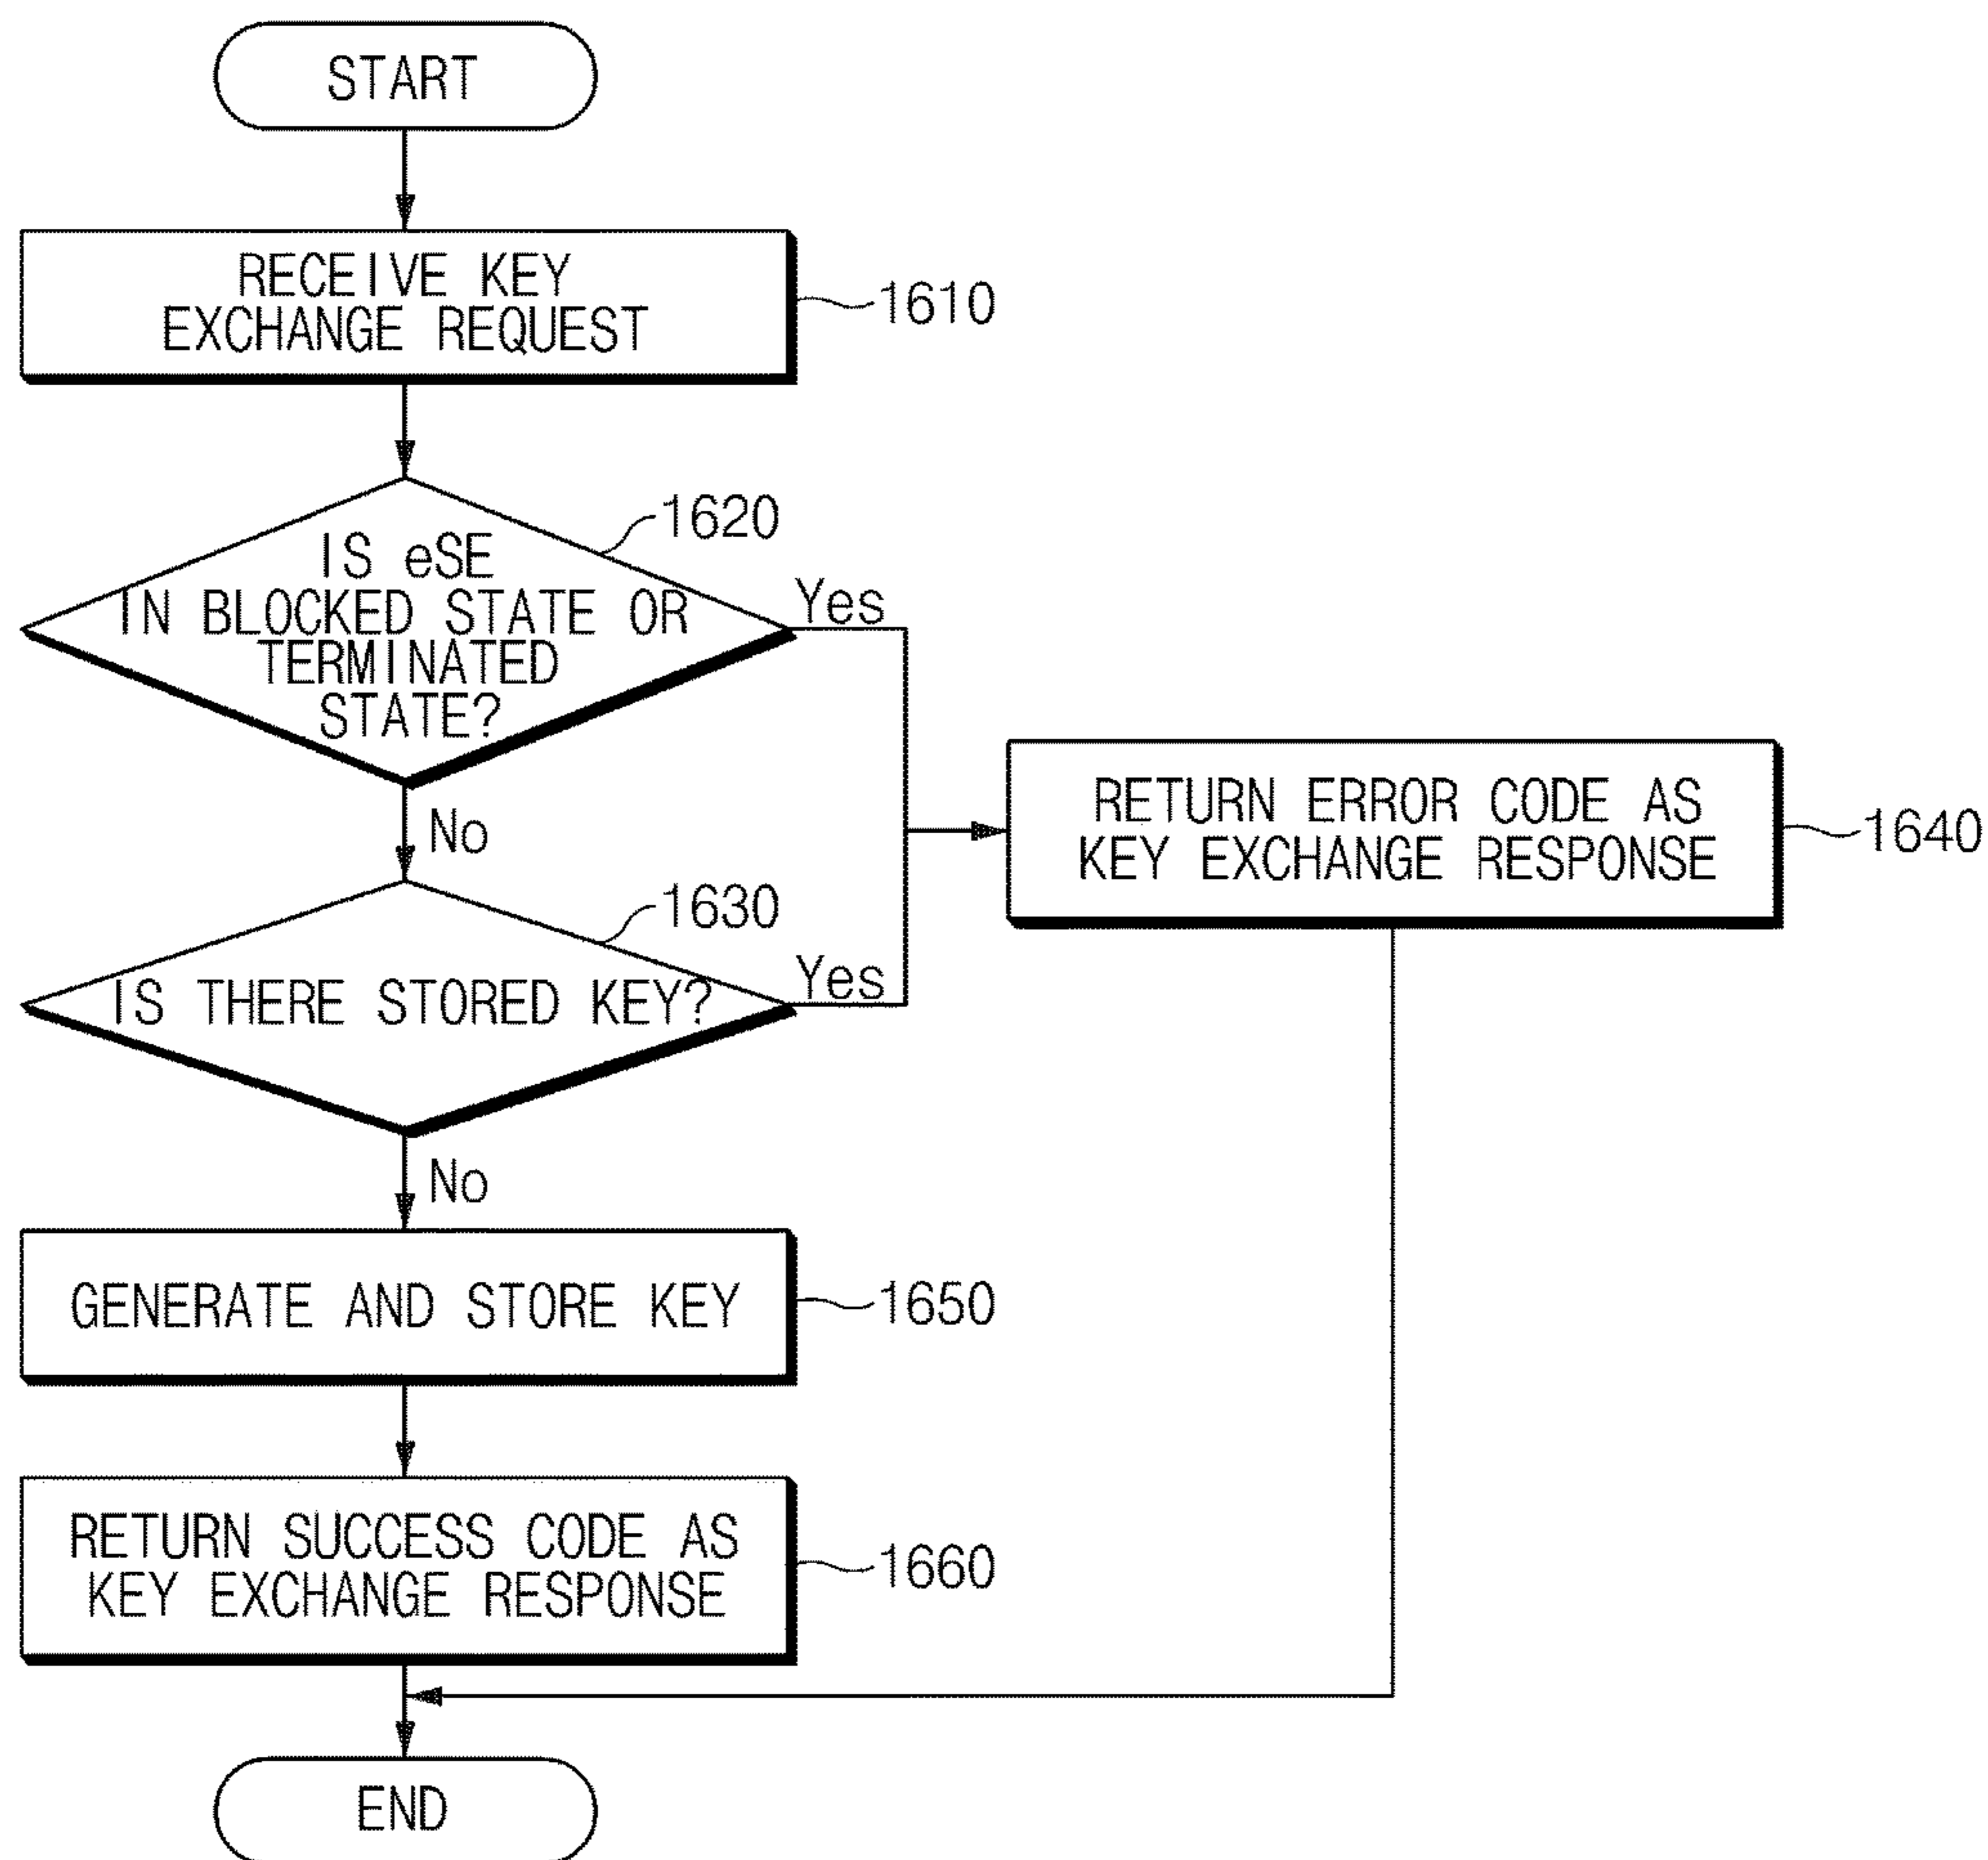 START
RECEIVE KEY
EXCHANGE REQUEST
1610
1620
IS eSE
IN BLOCKED STATE OR
TERMINATED
STATE?
Yes
No
RETURN ERROR CODE AS
KEY EXCHANGE RESPONSE
1640
1630
IS THERE STORED KEY?
Yes
No
GENERATE AND STORE KEY
1650
RETURN SUCCESS CODE AS
KEY EXCHANGE RESPONSE
1660
END